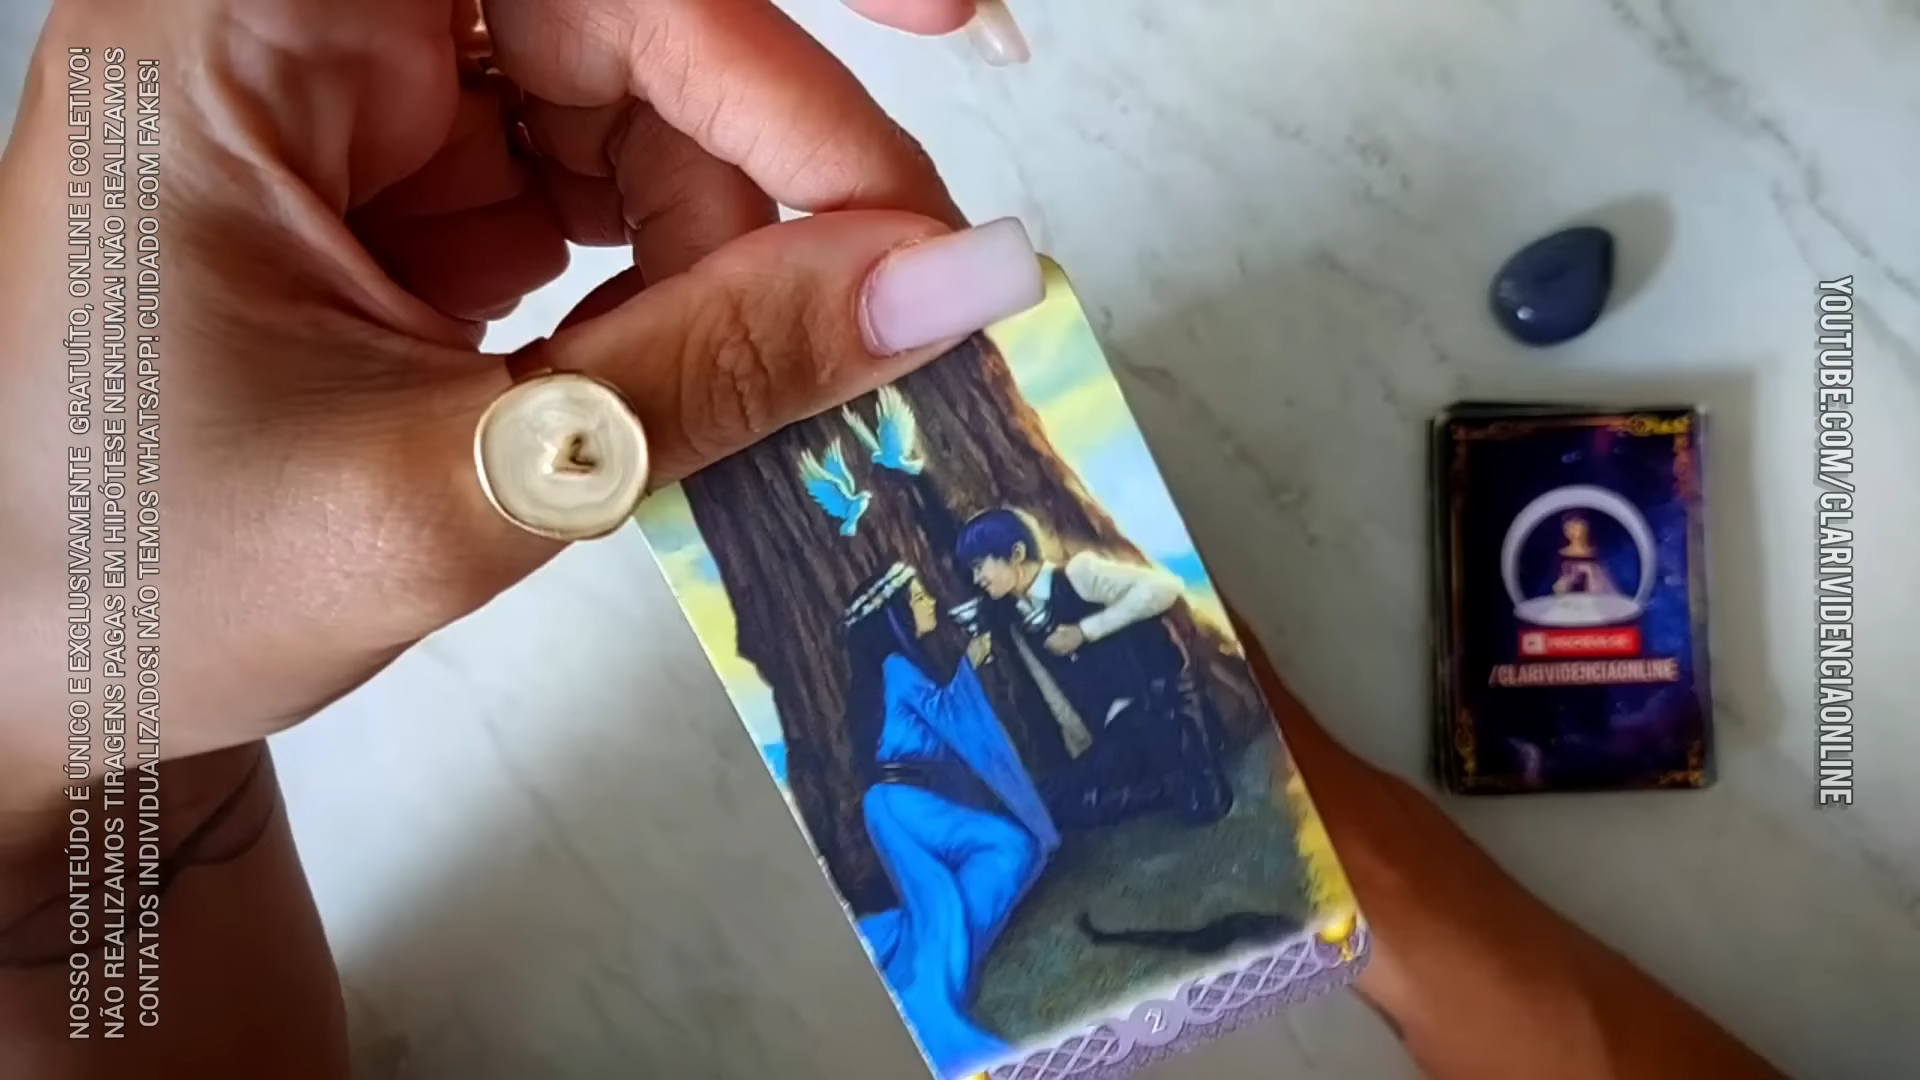 NOSSO CONTEÚDO É ÚNICO E EXCLUSIVAMENTE GRATUÍTO, ONLINE E COLETIVO!
NÃO REALIZAMOS TIRAGENS PAGAS EM HIPÓTESE NENHUMA! NÃO REALIZAMOS
CONTATOS INDIVIDUALIZADOS! NÃO TEMOS WHATSAPP! CUIDADO COM FAKES!
2
/CLARIVIDENCIAONLINE
YOUTUBE.COM/CLARIVIDENCIAONLINE